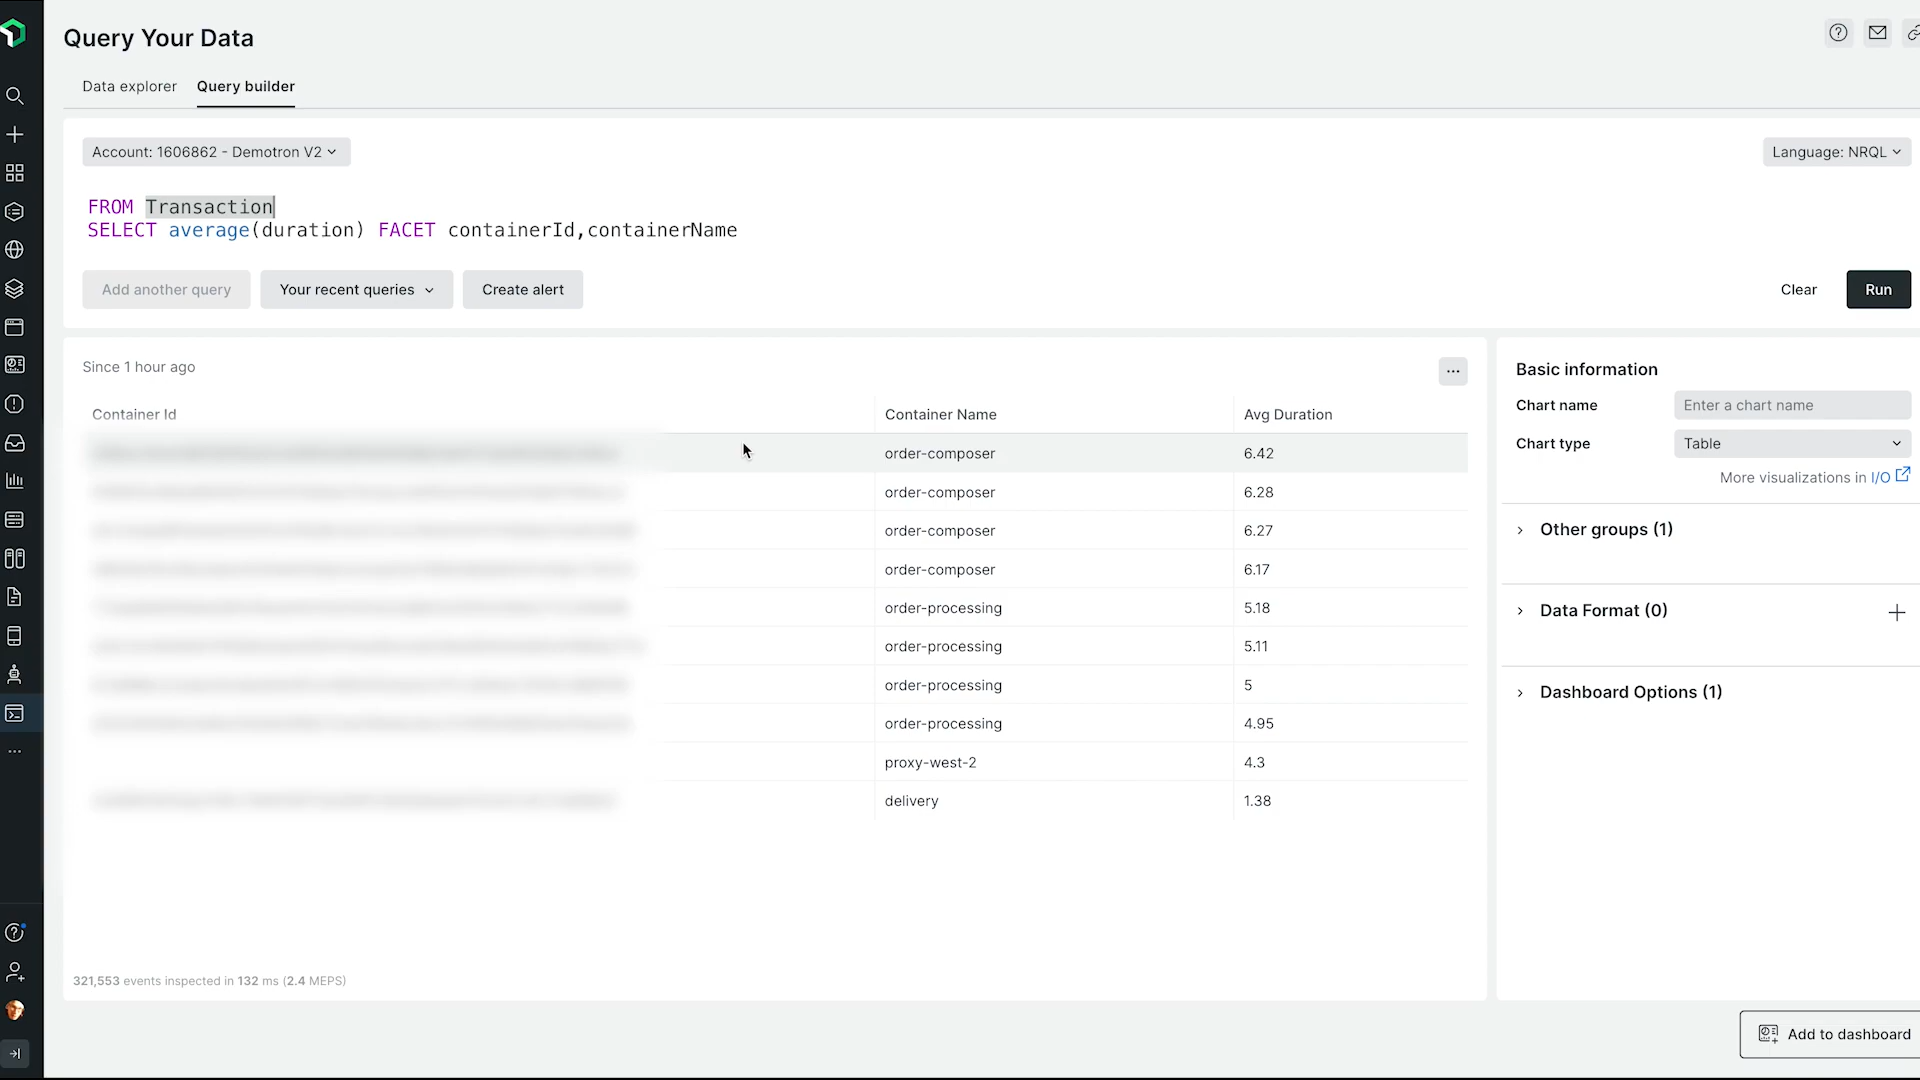 Query Your Data
Data explorer
Query builder
Account: 1606862 - Demotron V2
Language: NRQL
FROM Transaction
SELECT average(duration) FACET containerId,containerName
Add another query
Your recent queries
Create alert
Clear
Run
Since 1 hour ago
...
Container Id
Container Name
Avg Duration
order-composer
6.42
order-composer
6.28
order-composer
6.27
order-composer
6.17
order-processing
5.18
order-processing
5.11
order-processing
5
order-processing
4.95
proxy-west-2
4.3
delivery
1.38
321,553 events inspected in 132 ms (2.4 MEPS)
Basic information
Chart name
Enter a chart name
Chart type
Table
More visualizations in I/O
Other groups (1)
Data Format (0)
Dashboard Options (1)
Add to dashboard